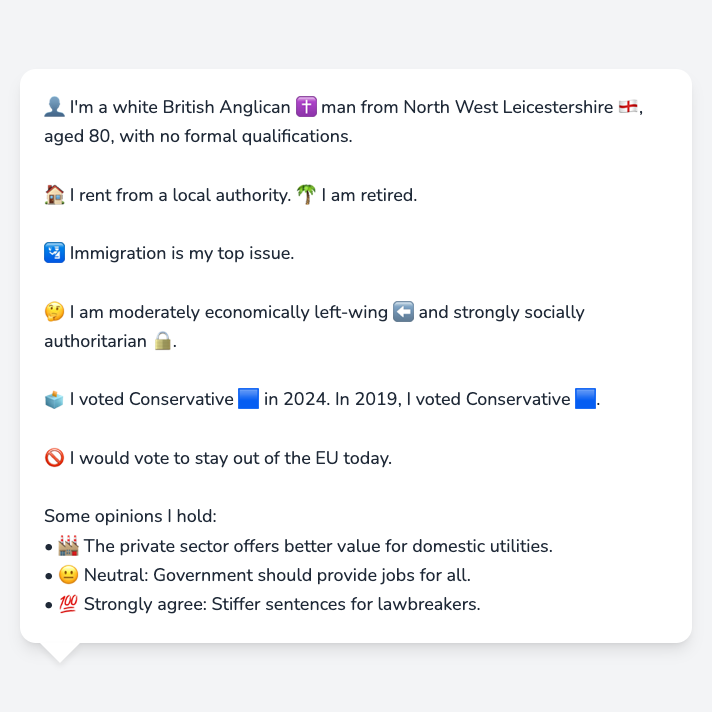 👤 I'm a white British Anglican ✝️ man from North West Leicestershire 🏴󠁧󠁢󠁥󠁮󠁧󠁿,
aged 80, with no formal qualifications.
🏠 I rent from a local authority. 🌴 I am retired.
🛂 Immigration is my top issue.
🤔 I am moderately economically left-wing ⬅️ and strongly socially
authoritarian 🔒.
🗳️ I voted Conservative 🟦 in 2024. In 2019, I voted Conservative 🟦.
🚫 I would vote to stay out of the EU today.
Some opinions I hold:
• 🏭 The private sector offers better value for domestic utilities.
• 😐 Neutral: Government should provide jobs for all.
• 💯 Strongly agree: Stiffer sentences for lawbreakers.